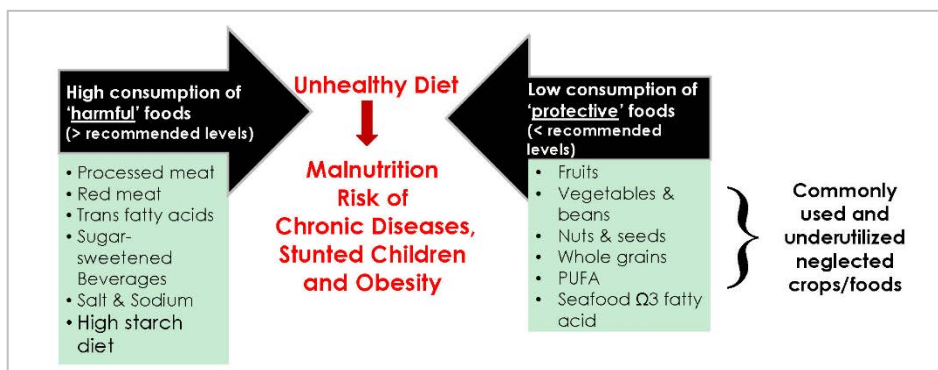 High consumption of
‘harmful’ foods
(> recommended levels)
• Processed meat
• Red meat
• Trans fatty acids
• Sugar-
sweetened
Beverages
• Salt & Sodium
• High starch
diet
Unhealthy Diet
Malnutrition
Risk of
Chronic Diseases,
Stunted Children
and Obesity
Low consumption of
‘protective’ foods
(< recommended
levels)
• Fruits
• Vegetables &
beans
• Nuts & seeds
• Whole grains
• PUFA
• Seafood Ω3 fatty
acid
Commonly
used and
underutilized
neglected
crops/foods